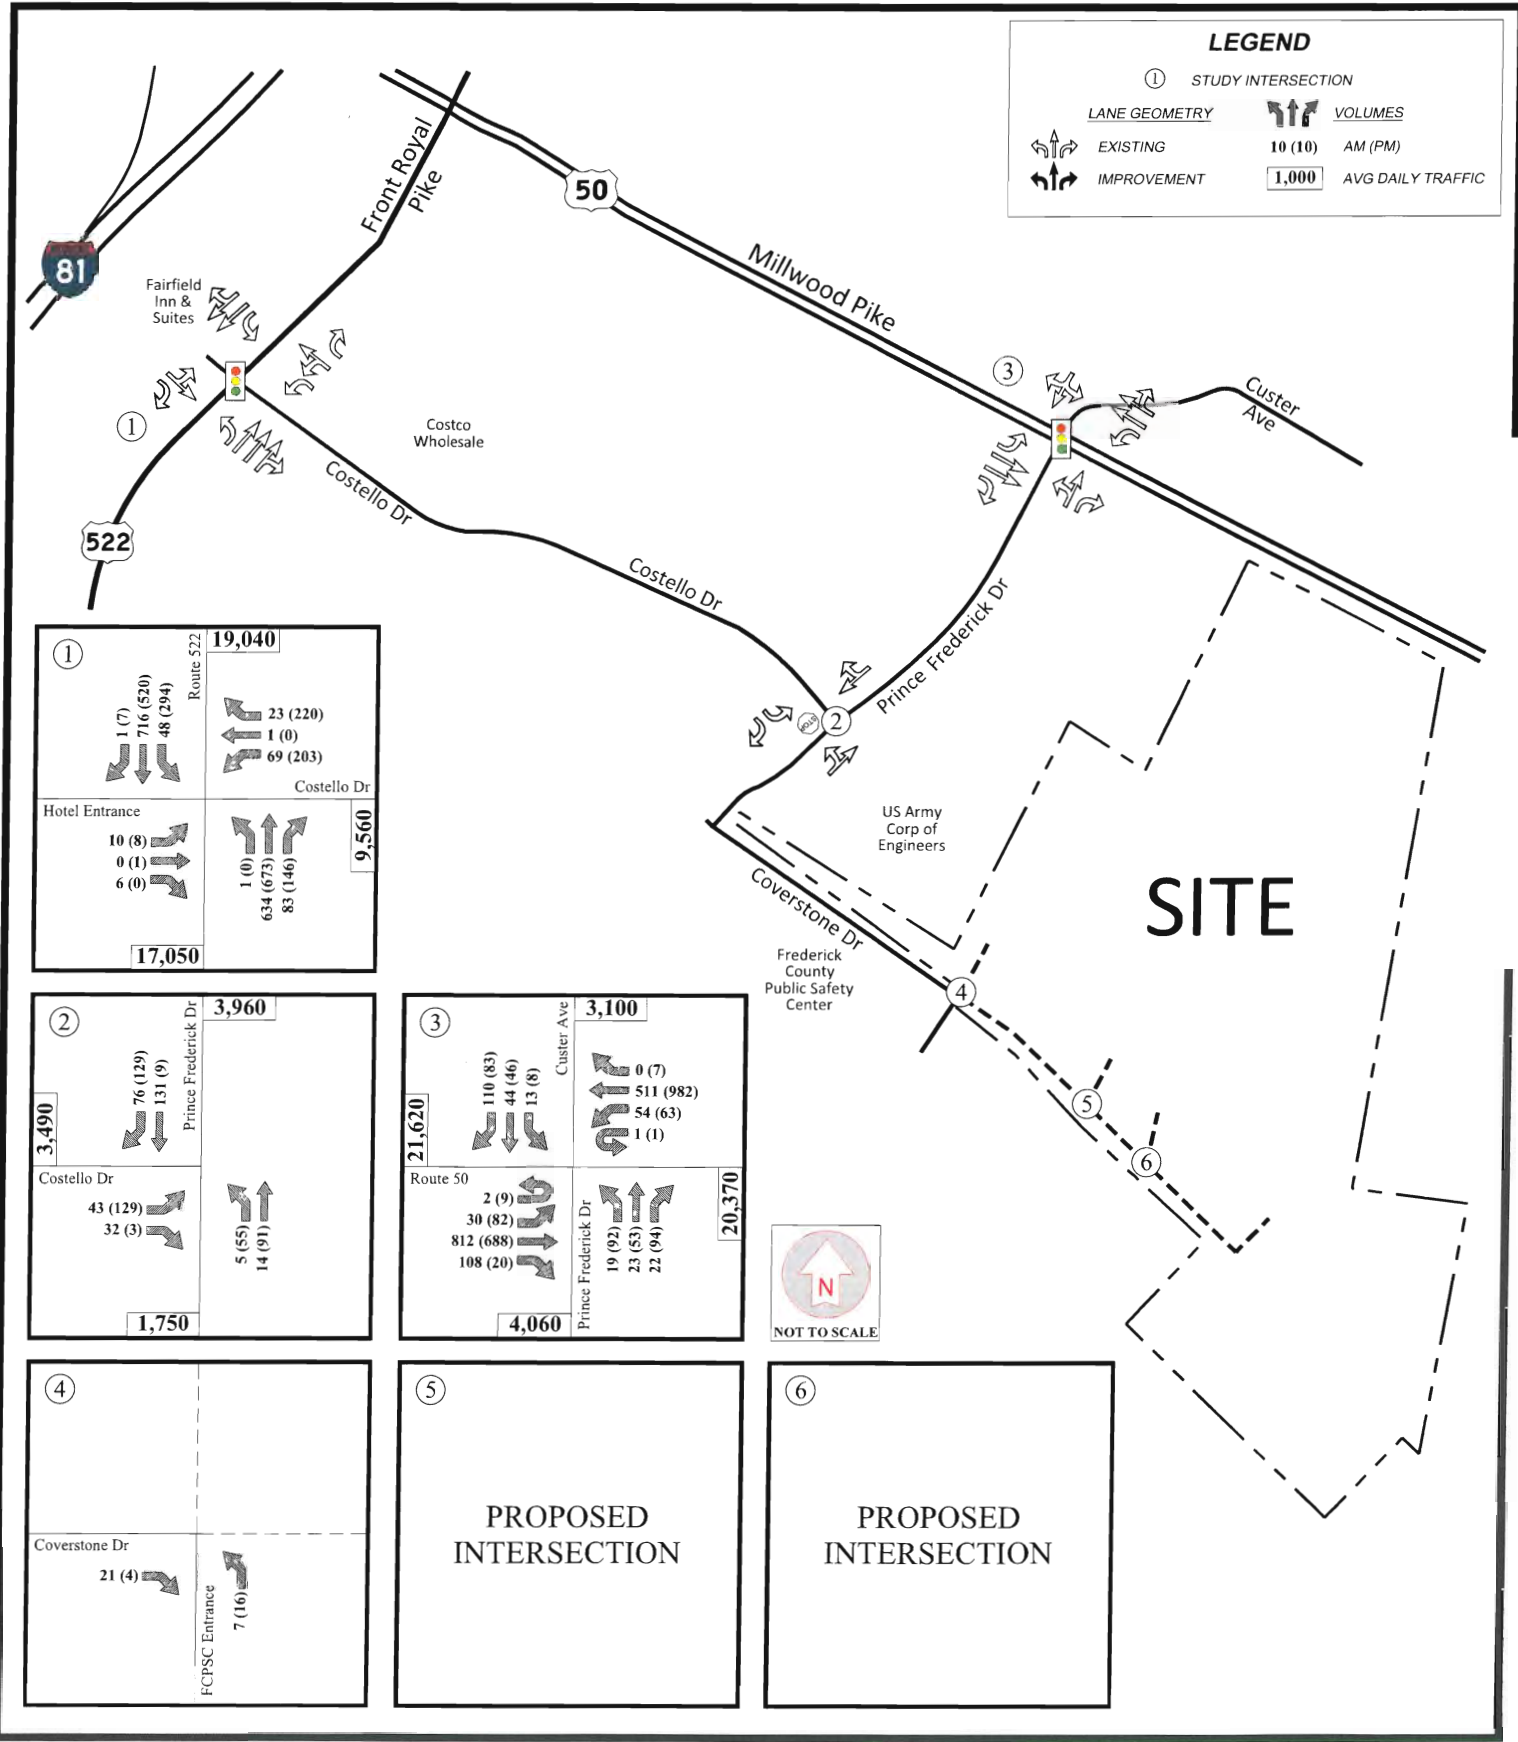 LEGEND
1 STUDY INTERSECTION
LANE GEOMETRY VOLUMES
EXISTING 10 (10) AM (PM)
IMPROVEMENT 1,000 AVG DAILY TRAFFIC
Front Royal
Pike
50
Millwood Pike
81
Fairfield
Inn &
Suites
1
3
Custer
Ave
Costco
Wholesale
Costello Dr
522
Costello Dr
Prince Frederick Dr
STOP
2
US Army
Corp of
Engineers
SITE
Coverstone Dr
Frederick
County
Public Safety
Center
4
5
6
1
Route 522
19,040
1 (7)
716 (520)
48 (294)
23 (220)
1 (0)
69 (203)
Costello Dr
Hotel Entrance
9,560
10 (8)
0 (1)
6 (0)
1 (0)
634 (673)
83 (146)
17,050
2
Prince Frederick Dr
3,960
76 (129)
131 (9)
3,490
Costello Dr
43 (129)
32 (3)
5 (55)
14 (91)
1,750
3
Custer Ave
3,100
110 (83)
44 (46)
13 (8)
0 (7)
511 (982)
54 (63)
1 (1)
21,620
Route 50
2 (9)
30 (82)
812 (688)
108 (20)
Prince Frederick Dr
19 (92)
23 (53)
22 (94)
20,370
4,060
N
NOT TO SCALE
4
Coverstone Dr
21 (4)
FCPSC Entrance
7 (16)
5
PROPOSED
INTERSECTION
6
PROPOSED
INTERSECTION